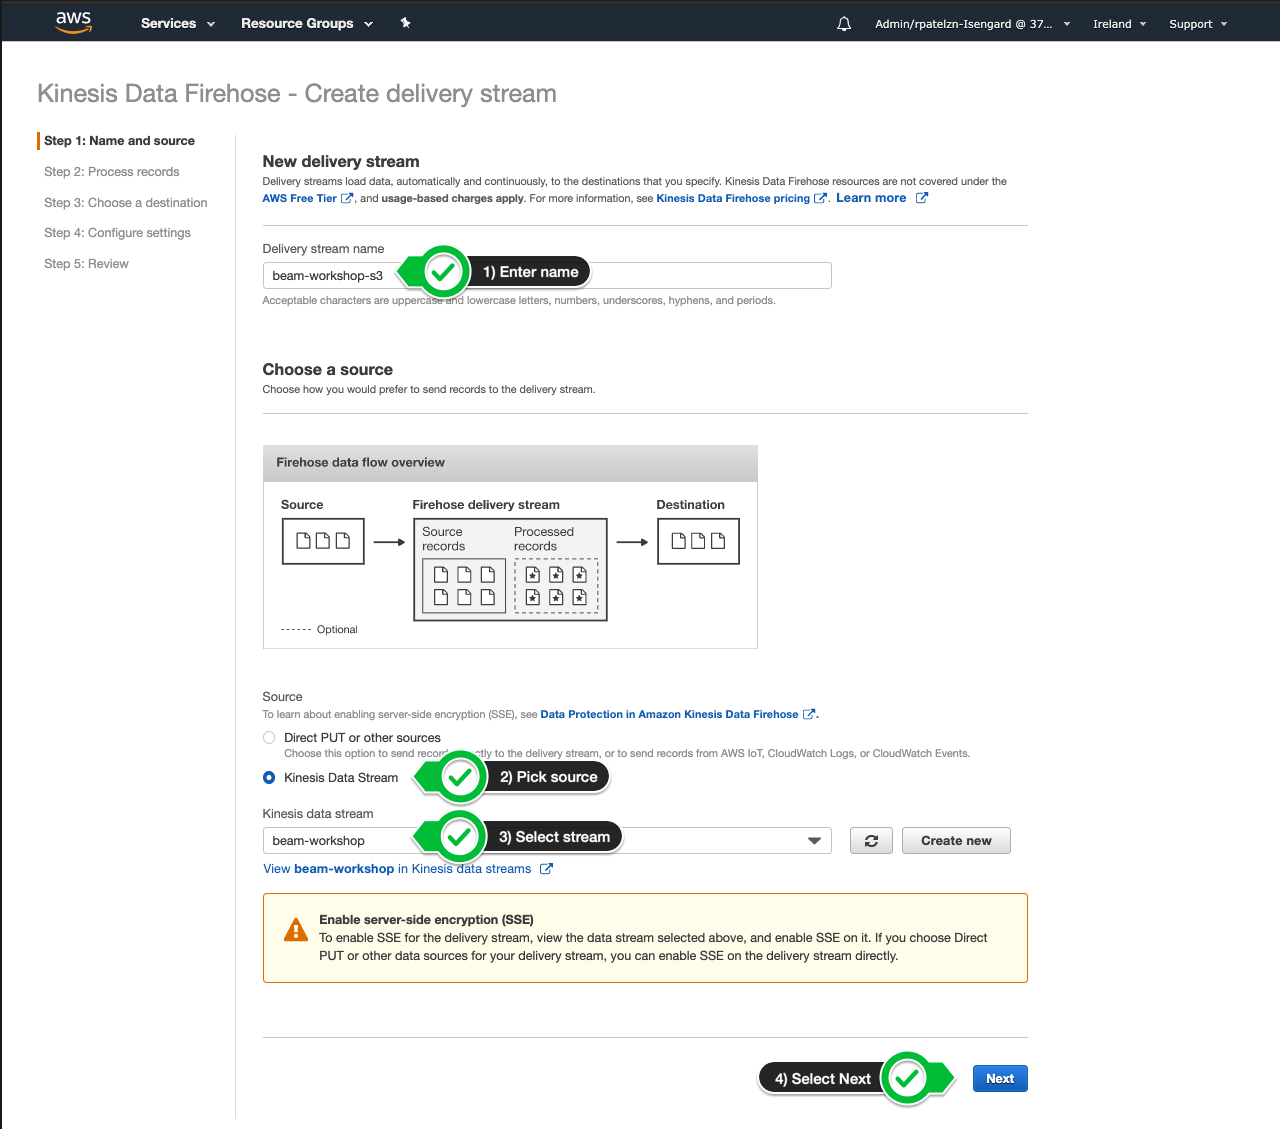 aws Services Resource Groups Admin/rpatelzn-Isengard @ 37... Ireland Support
Kinesis Data Firehose - Create delivery stream
Step 1: Name and source
Step 2: Process records
Step 3: Choose a destination
Step 4: Configure settings
Step 5: Review
New delivery stream
Delivery streams load data, automatically and continuously, to the destinations that you specify. Kinesis Data Firehose resources are not covered under the
AWS Free Tier, and usage-based charges apply. For more information, see Kinesis Data Firehose pricing. Learn more
Delivery stream name
beam-workshop-s3 1) Enter name
Acceptable characters are uppercase and lowercase letters, numbers, underscores, hyphens, and periods.
Choose a source
Choose how you would prefer to send records to the delivery stream.
Firehose data flow overview
Source Firehose delivery stream Destination
Source Processed
records records
Optional
Source
To learn about enabling server-side encryption (SSE), see Data Protection in Amazon Kinesis Data Firehose.
Direct PUT or other sources
Choose this option to send records directly to the delivery stream, or to send records from AWS IoT, CloudWatch Logs, or CloudWatch Events.
Kinesis Data Stream 2) Pick source
Kinesis data stream
beam-workshop 3) Select stream Create new
View beam-workshop in Kinesis data streams
Enable server-side encryption (SSE)
To enable SSE for the delivery stream, view the data stream selected above, and enable SSE on it. If you choose Direct
PUT or other data sources for your delivery stream, you can enable SSE on the delivery stream directly.
4) Select Next Next